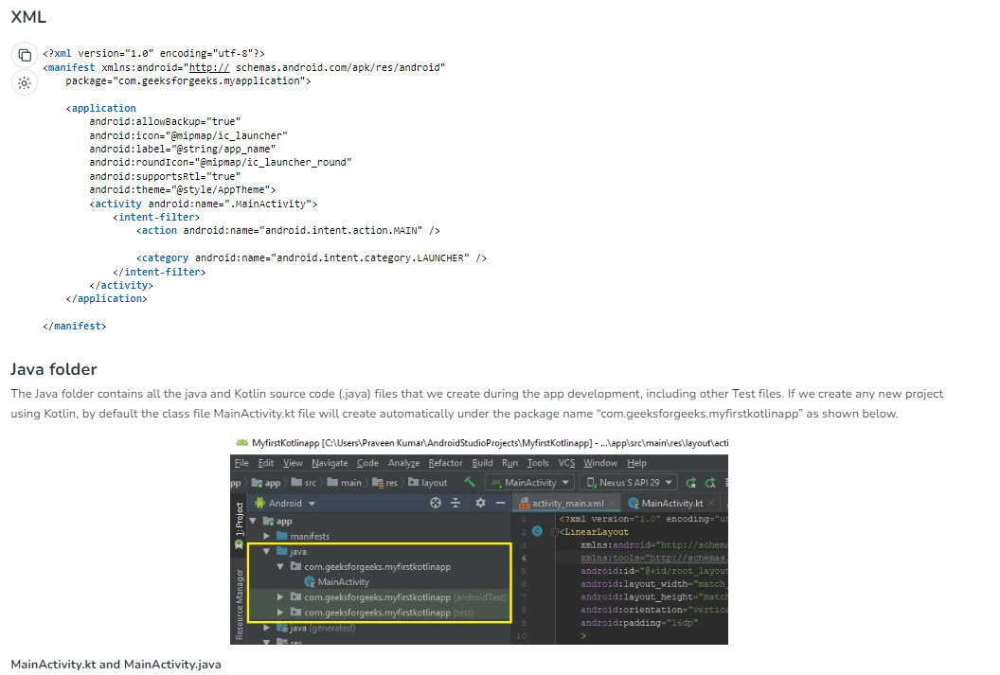 XML
<?xml version="1.0" encoding="utf-8"?>
<manifest xmlns:android="http:// schemas.android.com/apk/res/android"
package="com.geeksforgeeks.myapplication">
<application
android:allowBackup="true"
android:icon="@mipmap/ic_launcher"
android:label="@string/app_name"
android:roundIcon="@mipmap/ic_launcher_round"
android:supportsRtl="true"
android:theme="@style/AppTheme">
<activity android:name=".MainActivity">
<intent-filter>
<action android:name="android.intent.action.MAIN" />
<category android:name="android.intent.category.LAUNCHER" />
</intent-filter>
</activity>
</application>
</manifest>
Java folder
The Java folder contains all the java and Kotlin source code (.java) files that we create during the app development, including other Test files. If we create any new project
using Kotlin, by default the class file MainActivity.kt file will create automatically under the package name “com.geeksforgeeks.myfirstkotlinapp” as shown below.
MyfirstKotlinapp [C:\Users\Praveen Kumar\AndroidStudioProjects\MyfirstKotlinapp] - ...\app\src\main\res\layout\acti
File Edit View Navigate Code Analyze Refactor Build Run Tools VCS Window Help
pp app src main res layout MainActivity Nexus S API 29
1: Project
Resource Manager
Android
app
manifests
java
com.geeksforgeeks.myfirstkotlinapp
MainActivity
com.geeksforgeeks.myfirstkotlinapp (androidTest)
com.geeksforgeeks.myfirstkotlinapp (test)
java (generated)
res
activity_main.xml MainActivity.kt
1 <?xml version="1.0" encoding="ut
2 <LinearLayout
3 xmlns:android="http://schema
4 xmlns:tools="http://schemas.
5 android:id="@+id/root_layou
6 android:layout_width="match_
7 android:layout_height="matc
8 android:orientation="vertica
9 android:padding="16dp"
10 >
MainActivity.kt and MainActivity.java